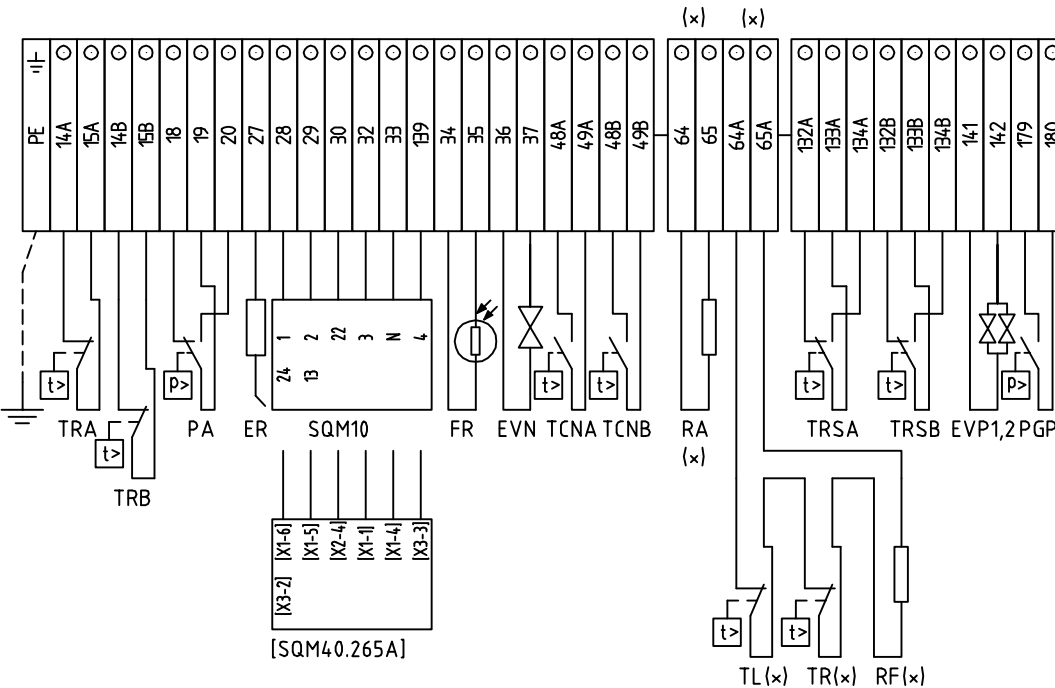 (x) (x)
PE 14A 15A 14B 15B 18 19 20 27 28 29 30 32 33 139 34 35 36 37 48A 49A 48B 49B 64 65 64A 65A 132A 133A 134A 132B 133B 134B 141 142 179 180
1 2 22 3 N 4
24 13
t> p> t> t> t> t> p>
t>
TRA PA ER SQM10 FR EVN TCNA TCNB RA TRSA TRSB EVP1,2 PGP
(x)
TRB
[X1-6] [X1-5] [X2-4] [X1-1] [X1-4] [X3-3]
[X3-2]
t> t>
[SQM40.265A]
TL(x) TR(x) RF(x)